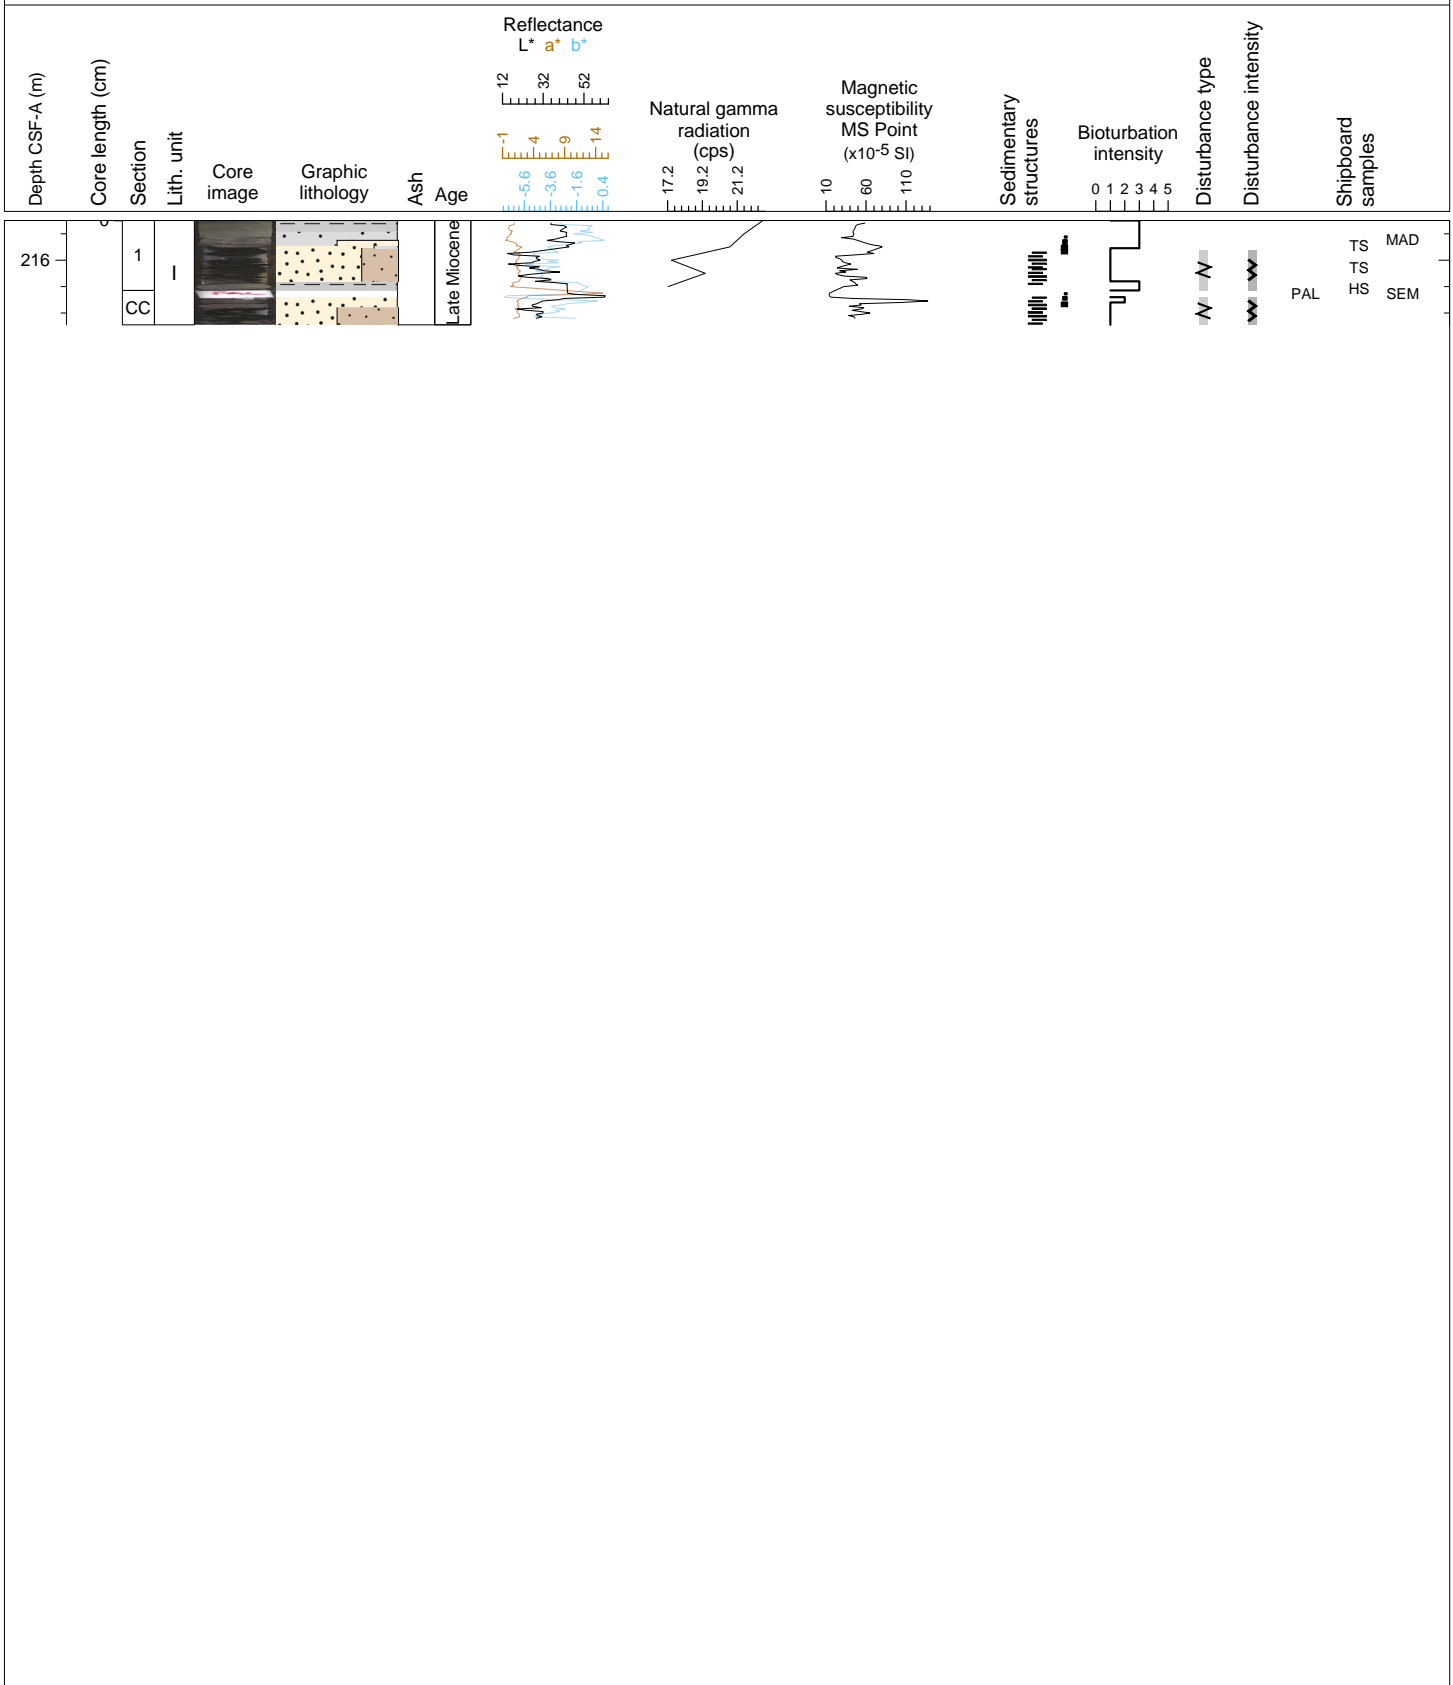 Depth CSF-A (m)
Core length (cm)
Section
Lith. unit
Core
image
Graphic
lithology
Ash
Age
Reflectance
L* a* b*
12 32 52
-1 4 9 14
-5.6 -3.6 -1.6 0.4
Natural gamma
radiation
(cps)
17.2 19.2 21.2
Magnetic
susceptibility
MS Point
(x10-5 SI)
10 60 110
Sedimentary
structures
Bioturbation
intensity
0 1 2 3 4 5
Disturbance type
Disturbance intensity
Shipboard
samples
216
1
CC
I
Late Miocene
MAD
TS
TS
HS
PAL
SEM